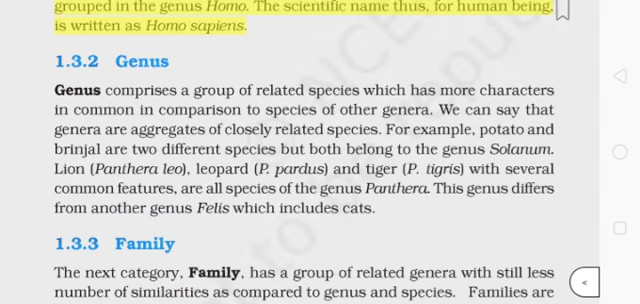 grouped in the genus Homo. The scientific name thus, for human being,
is written as Homo sapiens.
1.3.2 Genus
Genus comprises a group of related species which has more characters
in common in comparison to species of other genera. We can say that
genera are aggregates of closely related species. For example, potato and
brinjal are two different species but both belong to the genus Solanum.
Lion (Panthera leo), leopard (P. pardus) and tiger (P. tigris) with several
common features, are all species of the genus Panthera. This genus differs
from another genus Felis which includes cats.
1.3.3 Family
The next category, Family, has a group of related genera with still less
number of similarities as compared to genus and species. Families are